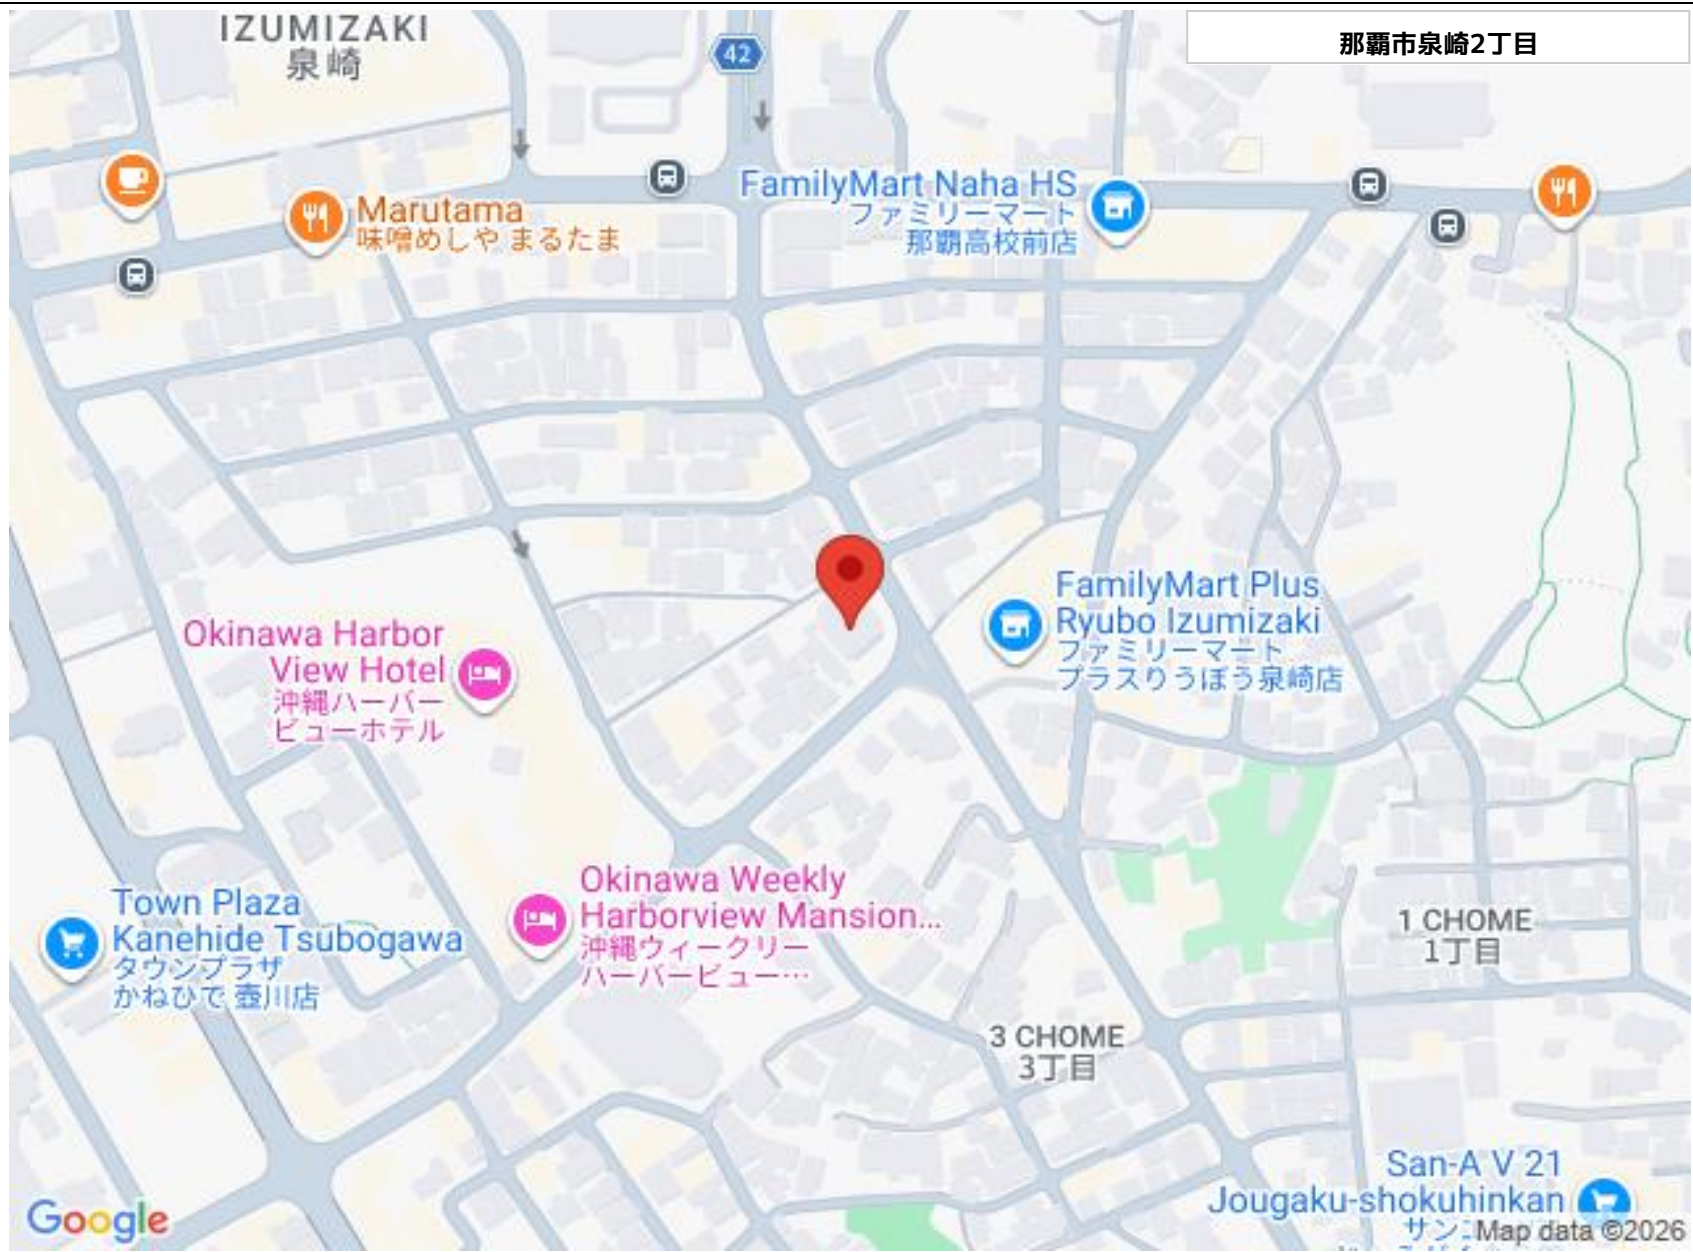 IZUMIZAKI
泉崎
42
那覇市泉崎2丁目
FamilyMart Naha HS
ファミリーマート
那覇高校前店
Marutama
味噌めしや まるたま
Okinawa Harbor
View Hotel
沖縄ハーバー
ビューホテル
FamilyMart Plus
Ryubo Izumizaki
ファミリーマート
プラスりうぼう泉崎店
Town Plaza
Kanehide Tsubogawa
タウンプラザ
かねひで 壺川店
Okinawa Weekly
Harborview Mansion...
沖縄ウィークリー
ハーバービュー…
1 CHOME
1丁目
3 CHOME
3丁目
San-A V 21
Jougaku-shokuhinkan
Google
Map data ©2026